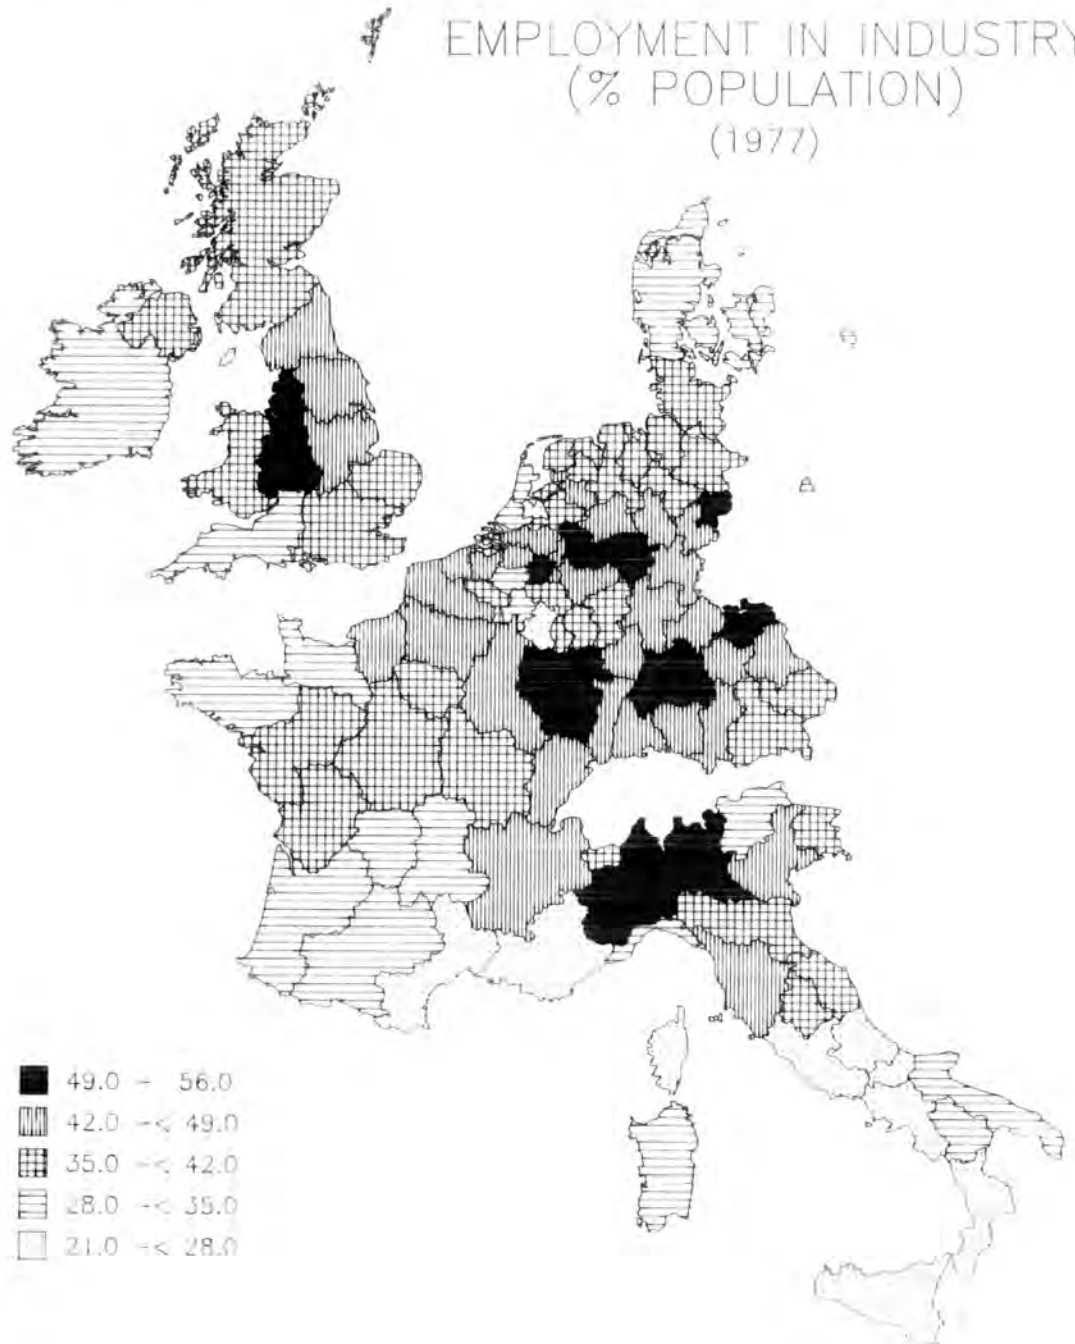 EMPLOYMENT IN INDUSTRY
(% POPULATION)
(1977)
49.0 - 56.0
42.0 -< 49.0
35.0 -< 42.0
28.0 -< 35.0
21.0 -< 28.0